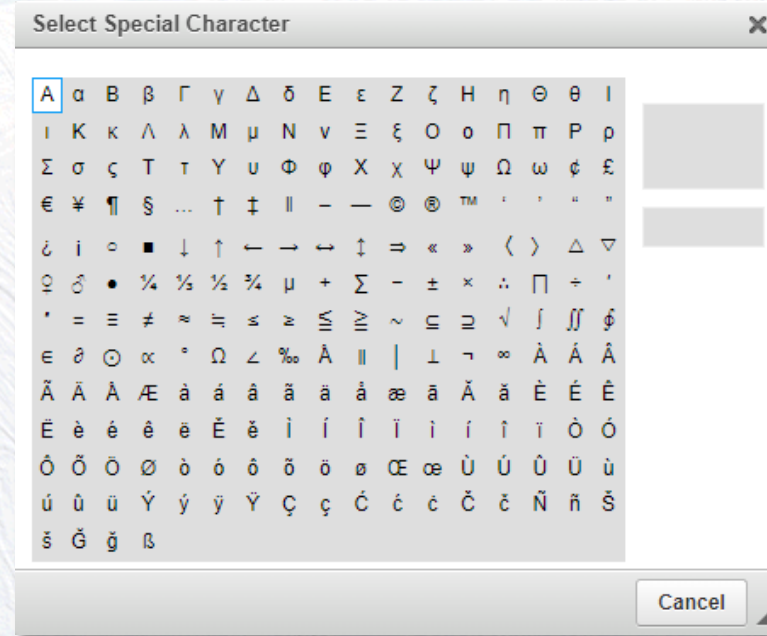 Select Special Character ×
Α α Β β Γ γ Δ δ Ε ε Ζ ζ Η η Θ θ Ι
ι Κ κ Λ λ Μ μ Ν ν Ξ ξ Ο ο Π π Ρ ρ
Σ σ ς Τ τ Υ υ Φ φ Χ χ Ψ ψ Ω ω ¢ £
€ ¥ ¶ § … † ‡ ‖ – — © ® ™ ‘ ’ “ ”
¿ ¡ ○ ■ ↓ ↑ ← → ↔ ↕ ⇒ « » 〈 〉 △ ▽
♀ ♂ ● ¼ ⅓ ½ ¾ µ + ∑ − ± × ∴ ∏ ÷ ′
″ = ≡ ≠ ≈ ≒ ≤ ≥ ≦ ≧ ~ ⊆ ⊇ √ ∫ ∬ ∮
∈ ∂ ⊙ ∝ ° Ω ∠ ‰ Å ∥ │ ⊥ ¬ ∞ À Á Â
Ã Ä Å Æ à á â ã ä å æ ā Ă ă È É Ê
Ë è é ê ë Ě ě Ì Í Î Ï ì í î ï Ò Ó
Ô Õ Ö Ø ò ó ô õ ö ø Œ œ Ù Ú Û Ü ù
ú û ü Ý ý ÿ Ÿ Ç ç Ć ć ċ Č č Ñ ñ Š
š Ğ ğ ß
Cancel